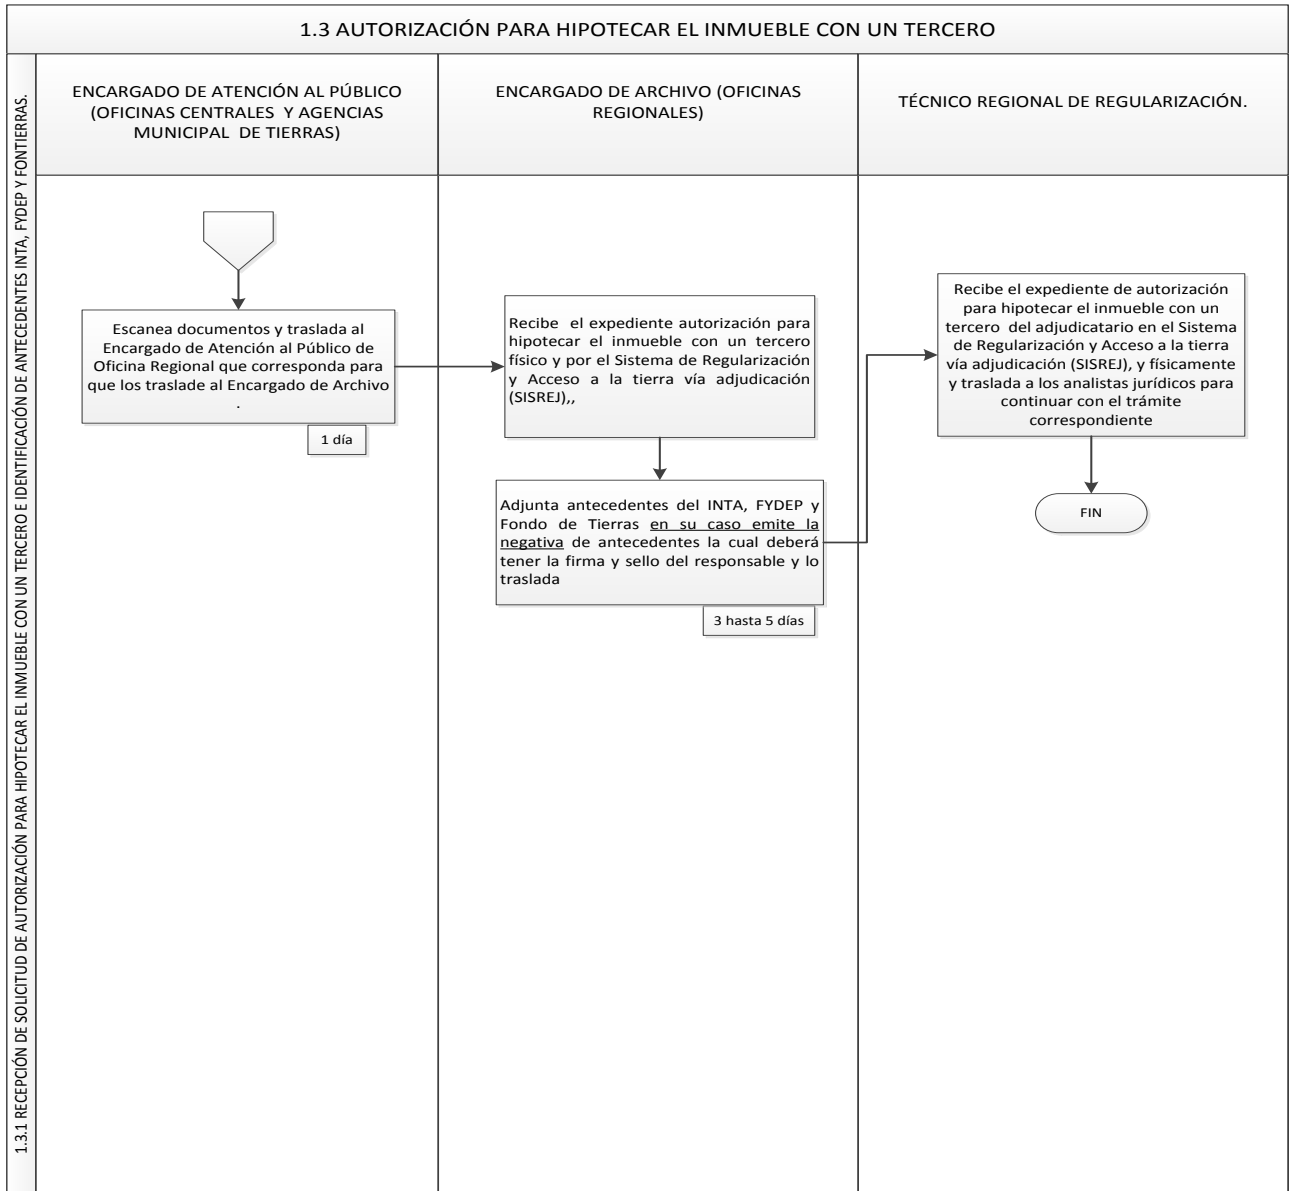 1.3 AUTORIZACIÓN PARA HIPOTECAR EL INMUEBLE CON UN TERCERO
1.3.1 RECEPCIÓN DE SOLICITUD DE AUTORIZACIÓN PARA HIPOTECAR EL INMUEBLE CON UN TERCERO E IDENTIFICACIÓN DE ANTECEDENTES INTA, FYDEP Y FONTIERRAS.
ENCARGADO DE ATENCIÓN AL PÚBLICO
(OFICINAS CENTRALES Y AGENCIAS
MUNICIPAL DE TIERRAS)
ENCARGADO DE ARCHIVO (OFICINAS
REGIONALES)
TÉCNICO REGIONAL DE REGULARIZACIÓN.
Escanea documentos y traslada al
Encargado de Atención al Público de
Oficina Regional que corresponda para
que los traslade al Encargado de Archivo
.
1 día
Recibe el expediente autorización para
hipotecar el inmueble con un tercero
físico y por el Sistema de Regularización
y Acceso a la tierra vía adjudicación
(SISREJ),,
Adjunta antecedentes del INTA, FYDEP y
Fondo de Tierras en su caso emite la
negativa de antecedentes la cual deberá
tener la firma y sello del responsable y lo
traslada
3 hasta 5 días
Recibe el expediente de autorización
para hipotecar el inmueble con un
tercero del adjudicatario en el Sistema
de Regularización y Acceso a la tierra
vía adjudicación (SISREJ), y físicamente
y traslada a los analistas jurídicos para
continuar con el trámite
correspondiente
FIN